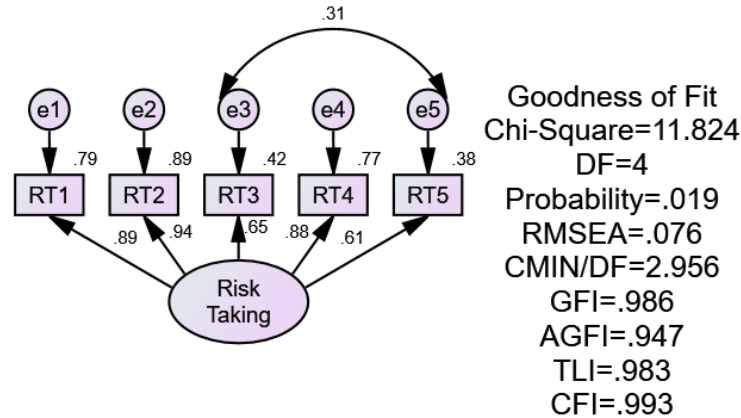 .31
e1
e2
e3
e4
e5
.79
.89
.42
.77
.38
RT1
RT2
RT3
RT4
RT5
.89
.94
.65
.88
.61
Risk
Taking
Goodness of Fit
Chi-Square=11.824
DF=4
Probability=.019
RMSEA=.076
CMIN/DF=2.956
GFI=.986
AGFI=.947
TLI=.983
CFI=.993